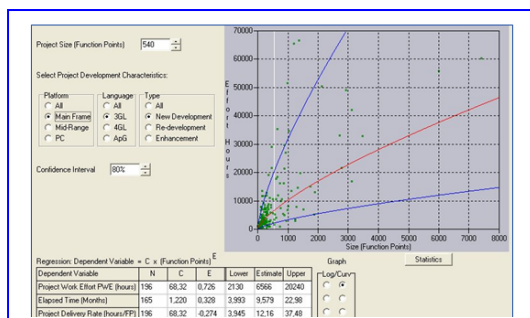 Project Size (Function Points) 540
Select Project Development Characteristics:
Platform Language Type
All All All
Main Frame 3GL New Development
Mid-Range 4GL Re-development
PC ApG Enhancement
Confidence Interval 80%
Effort Hours
70000
60000
50000
40000
30000
20000
10000
0
0 1000 2000 3000 4000 5000 6000 7000 8000
Size (Function Points)
Regression: Dependent Variable = C x (Function Points) E
Graph Statistics
Dependent Variable N C E Lower Estimate Upper Log/Curv
Project Work Effort PWE (hours) 196 68,32 0,726 2130 6566 20240
Elapsed Time (Months) 165 1,220 0,328 3,993 9,579 22,98
Project Delivery Rate (hours/FP) 196 68,32 -0,274 3,945 12,16 37,48